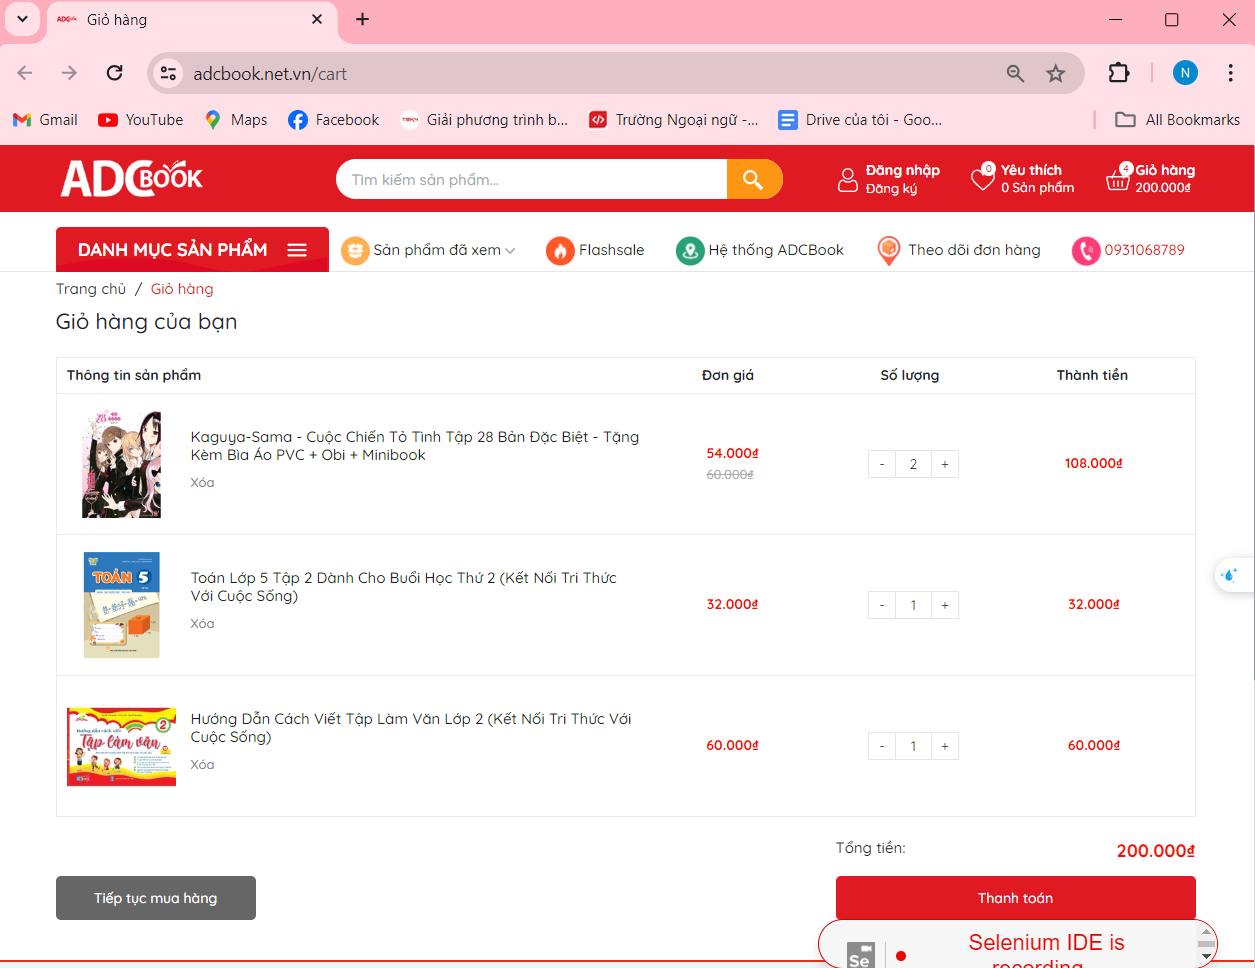 Giỏ hàng
adcbook.net.vn/cart
Gmail
YouTube
Maps
Facebook
Giải phương trình b...
Trường Ngoại ngữ -...
Drive của tôi - Goo...
All Bookmarks
N
ADCBOOK
Tìm kiếm sản phẩm...
Đăng nhập
Đăng ký
0
Yêu thích
0 Sản phẩm
4
Giỏ hàng
200.000₫
DANH MỤC SẢN PHẨM
Sản phẩm đã xem
Flashsale
Hệ thống ADCBook
Theo dõi đơn hàng
0931068789
Trang chủ / Giỏ hàng
Giỏ hàng của bạn
Thông tin sản phẩm
Đơn giá
Số lượng
Thành tiền
28
Kaguya-Sama - Cuộc Chiến Tỏ Tình Tập 28 Bản Đặc Biệt - Tặng
Kèm Bìa Áo PVC + Obi + Minibook
Xóa
54.000₫
60.000₫
- 2 +
108.000₫
TOÁN 5
Toán Lớp 5 Tập 2 Dành Cho Buổi Học Thứ 2 (Kết Nối Tri Thức
Với Cuộc Sống)
Xóa
32.000₫
- 1 +
32.000₫
Hướng dẫn cách viết
Tập làm văn
2
Hướng Dẫn Cách Viết Tập Làm Văn Lớp 2 (Kết Nối Tri Thức Với
Cuộc Sống)
Xóa
60.000₫
- 1 +
60.000₫
Tổng tiền:
200.000₫
Tiếp tục mua hàng
Thanh toán
Se
Selenium IDE is
recording